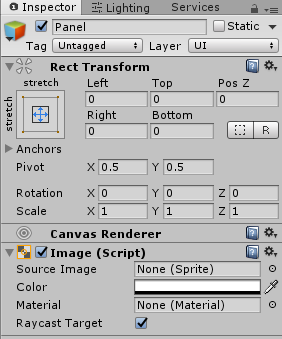 Inspector Lighting Services
Panel Static
Tag Untagged Layer UI
Rect Transform
stretch Left Top Pos Z
stretch 0 0 0
Right Bottom
0 0 R
Anchors
Pivot X 0.5 Y 0.5
Rotation X 0 Y 0 Z 0
Scale X 1 Y 1 Z 1
Canvas Renderer
Image (Script)
Source Image None (Sprite)
Color
Material None (Material)
Raycast Target